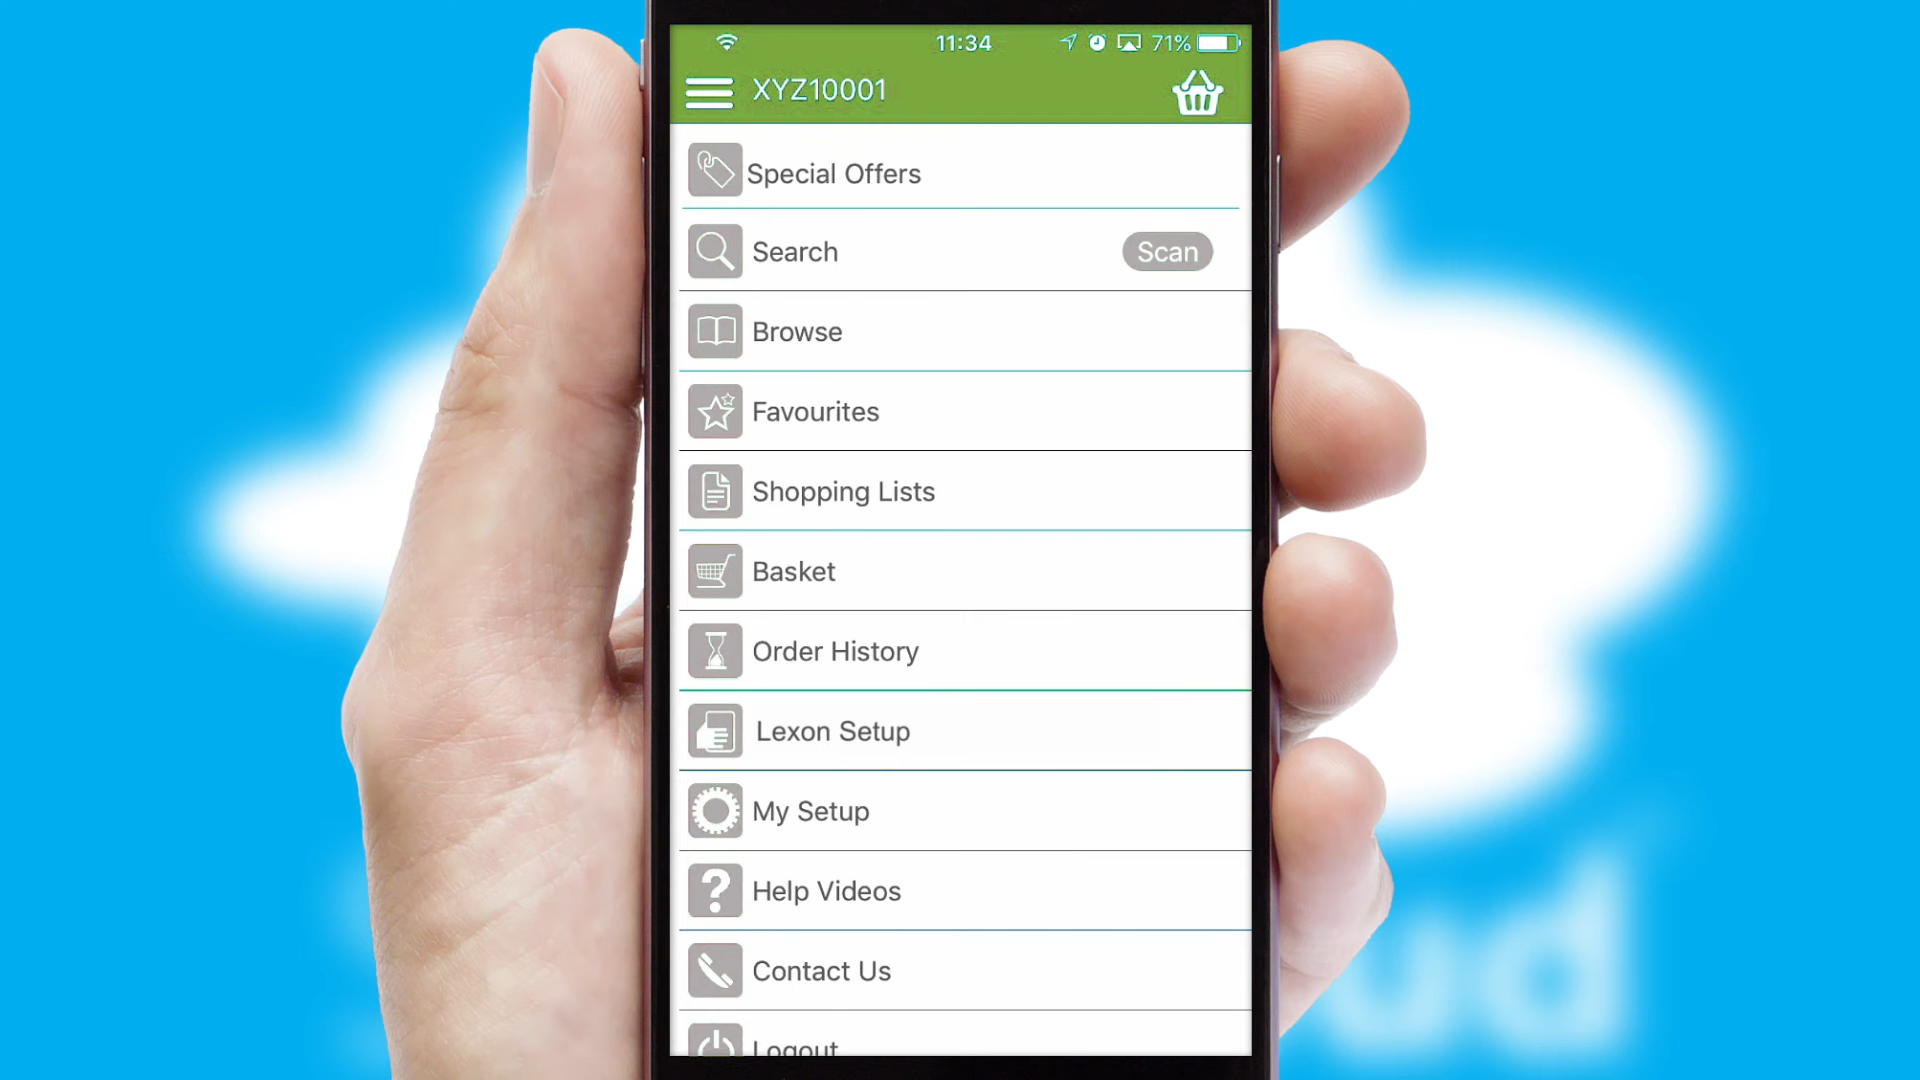 11:34
71%
XYZ10001
Special Offers
Search
Scan
Browse
Favourites
Shopping Lists
Basket
Order History
Lexon Setup
My Setup
Help Videos
Contact Us
Logout
ud